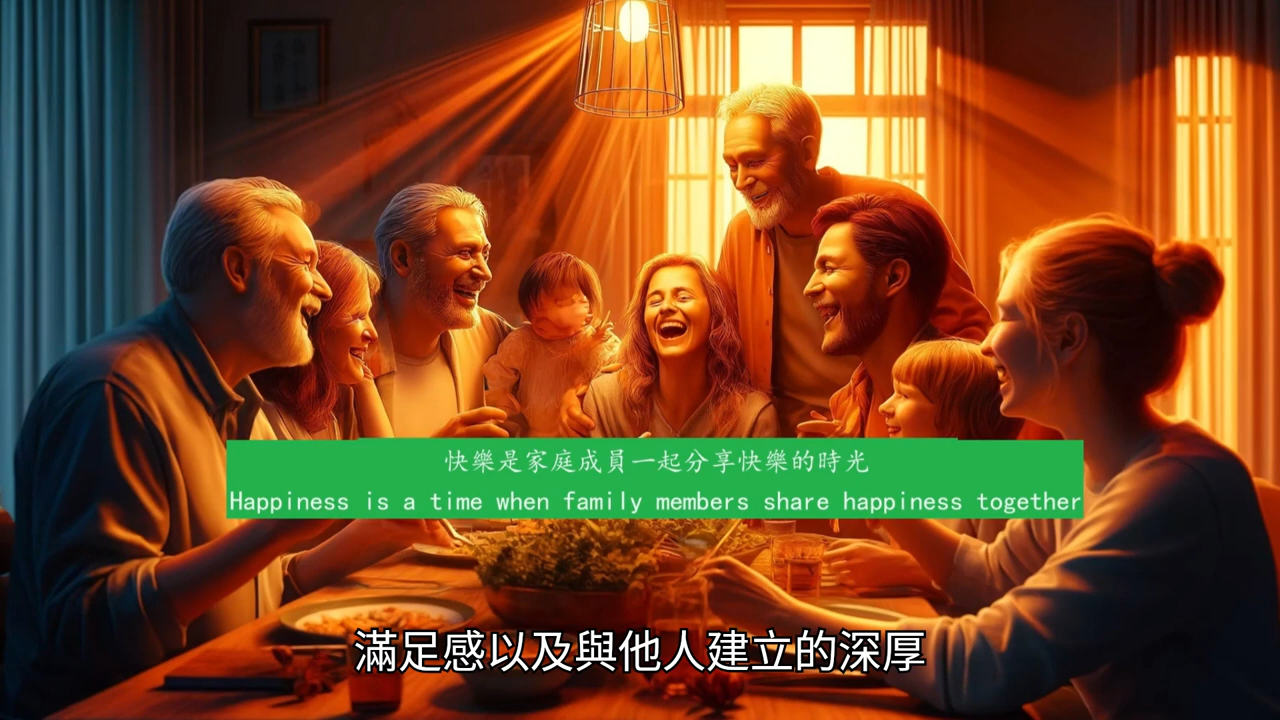 快樂是家庭成員一起分享快樂的時光
Happiness is a time when family members share happiness together
滿足感以及與他人建立的深厚